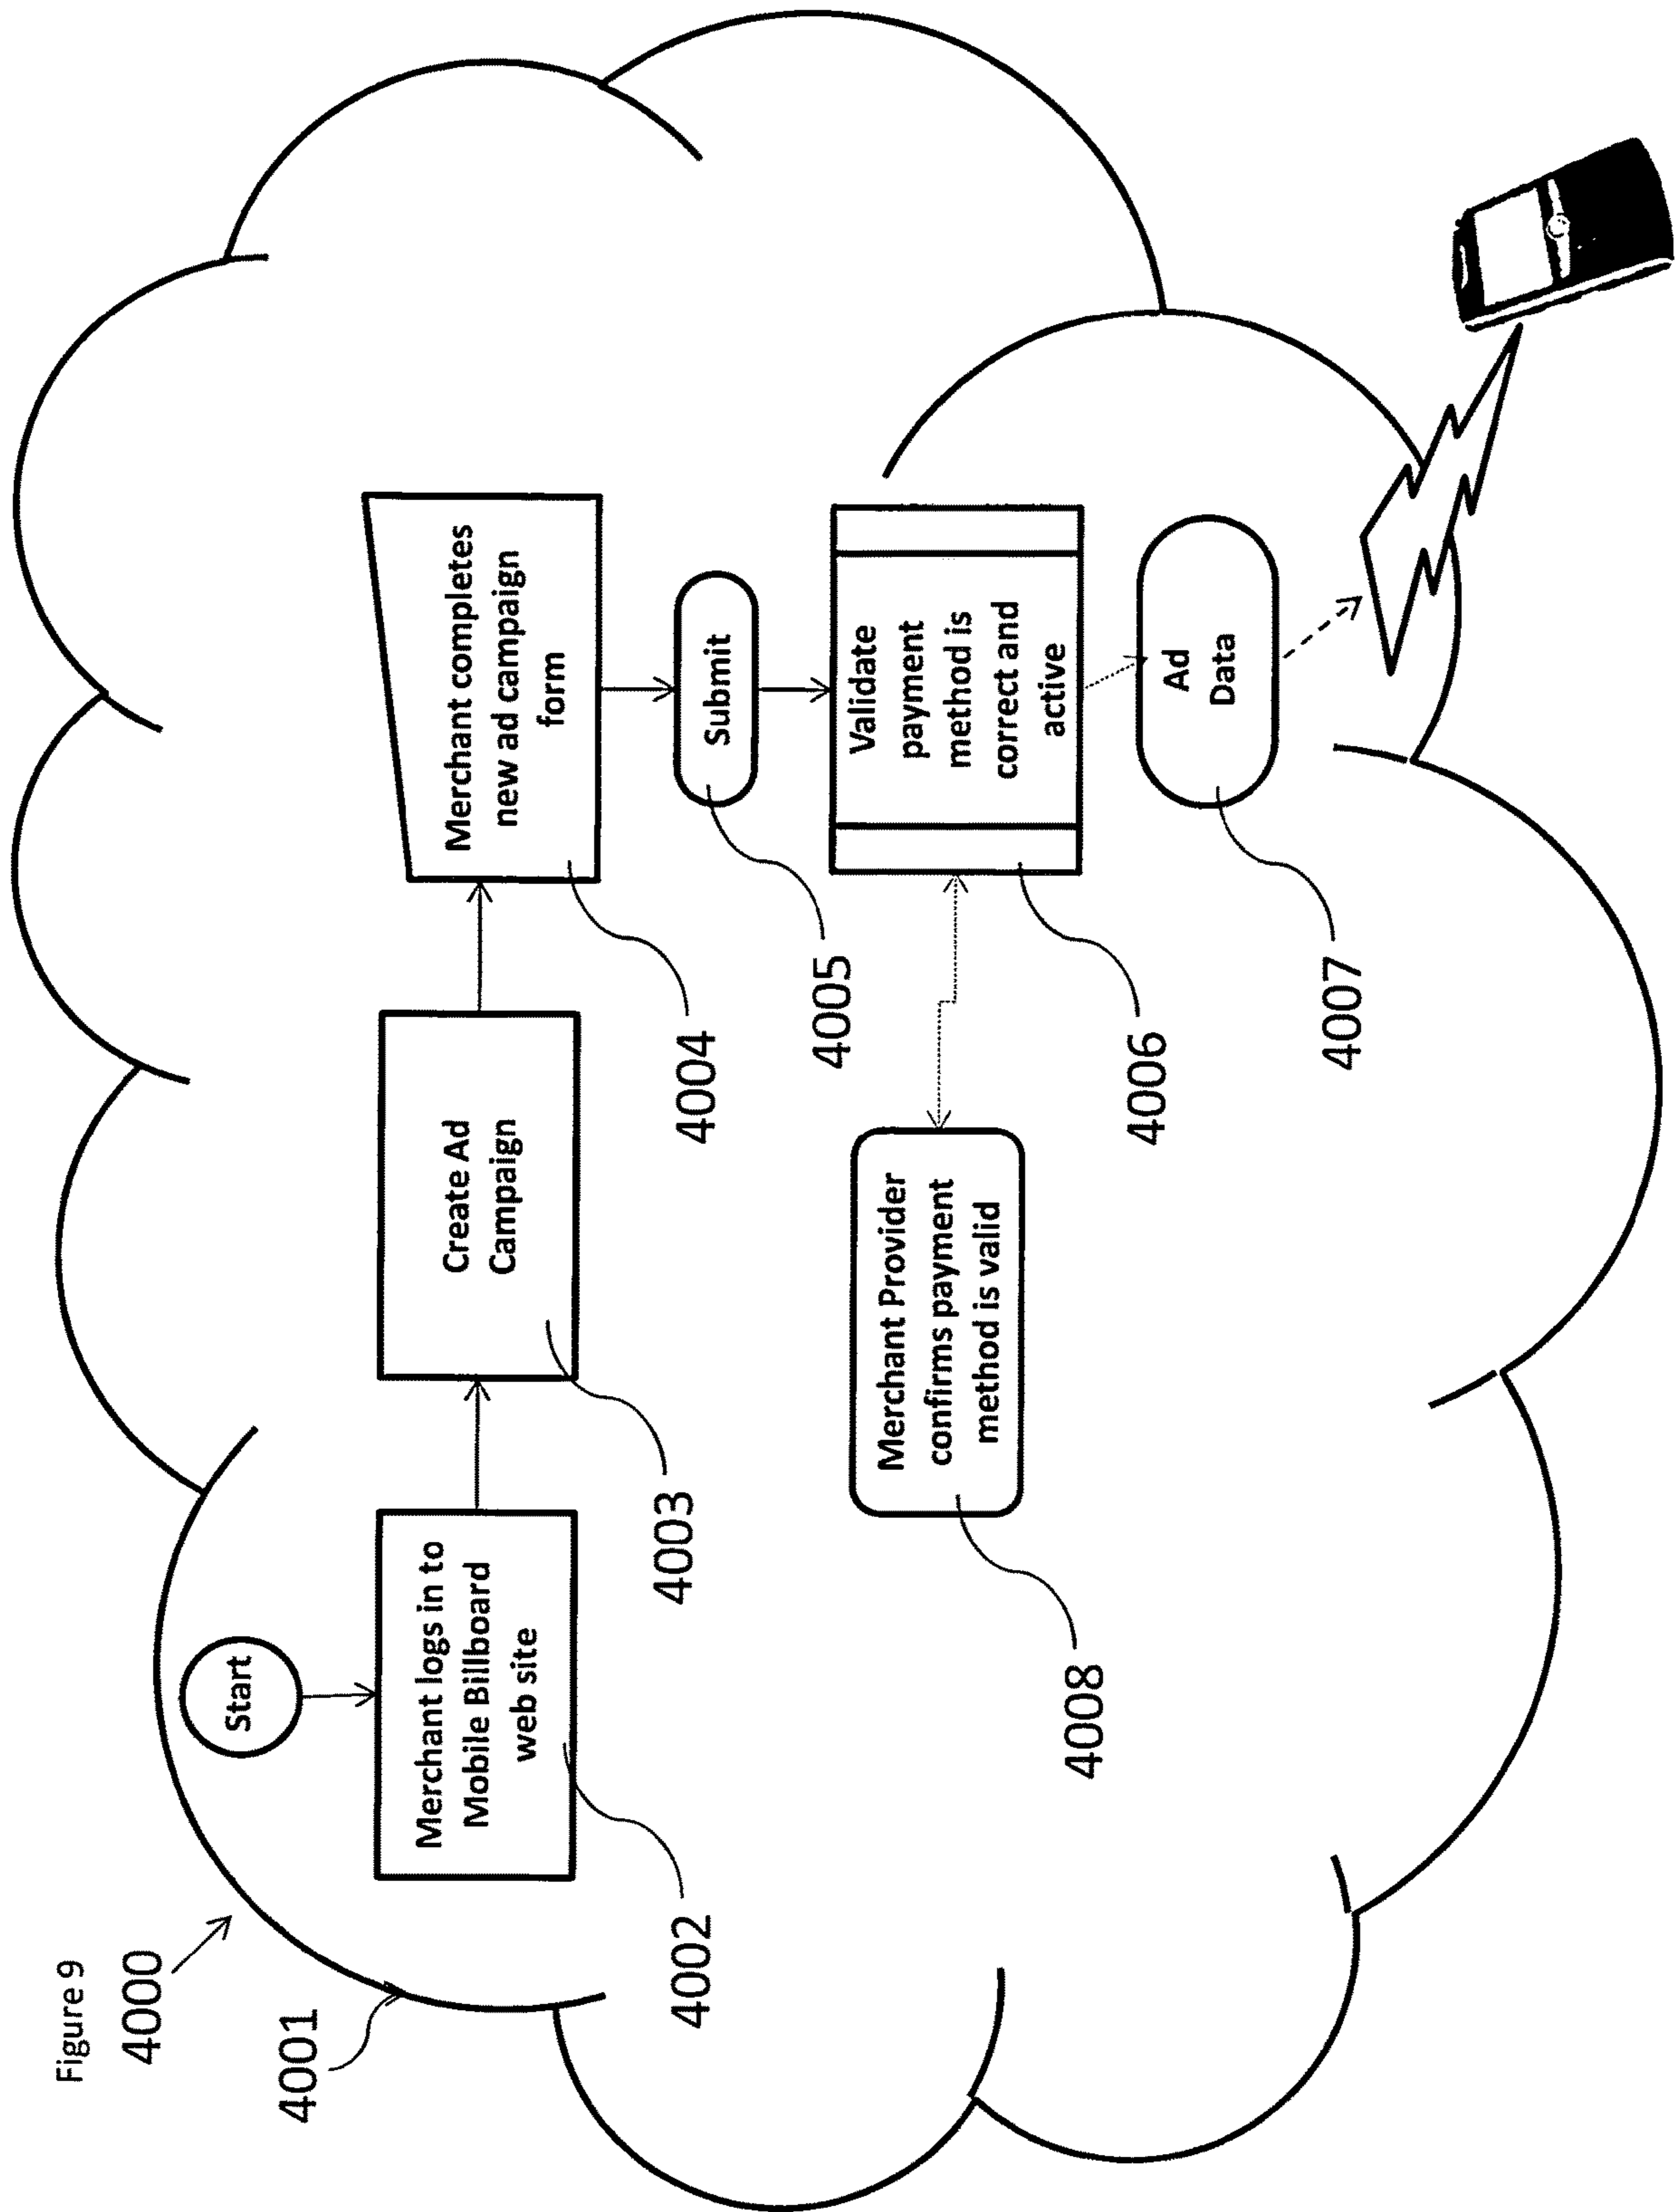 Figure 9
4000
4001
Start
Merchant logs in to
Mobile Billboard
web site
4002
Create Ad
Campaign
4003
Merchant completes
new ad campaign
form
4004
Submit
4005
Validate
payment
method is
correct and
active
4006
Merchant Provider
confirms payment
method is valid
4008
Ad
Data
4007